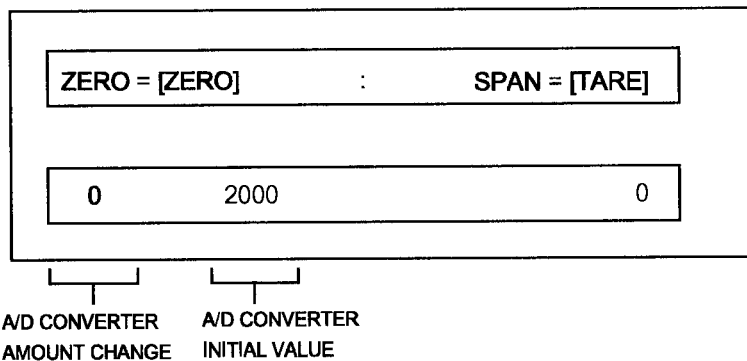 ZERO = [ZERO] : SPAN = [TARE]
0 2000 0
A/D CONVERTER AMOUNT CHANGE
A/D CONVERTER INITIAL VALUE